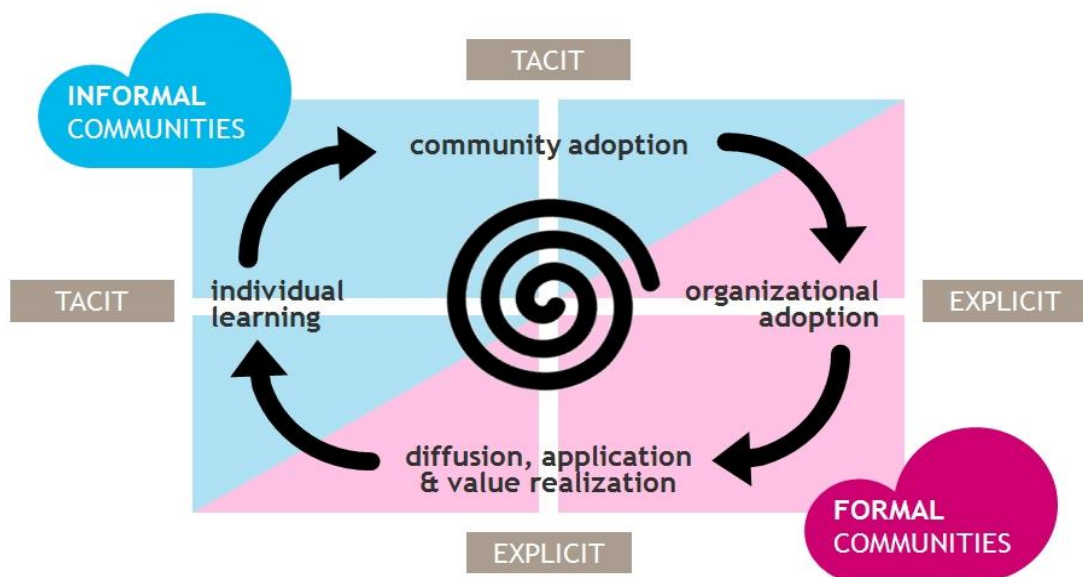 INFORMAL
COMMUNITIES
TACIT
community adoption
TACIT
individual
learning
organizational
adoption
EXPLICIT
diffusion, application
& value realization
FORMAL
COMMUNITIES
EXPLICIT